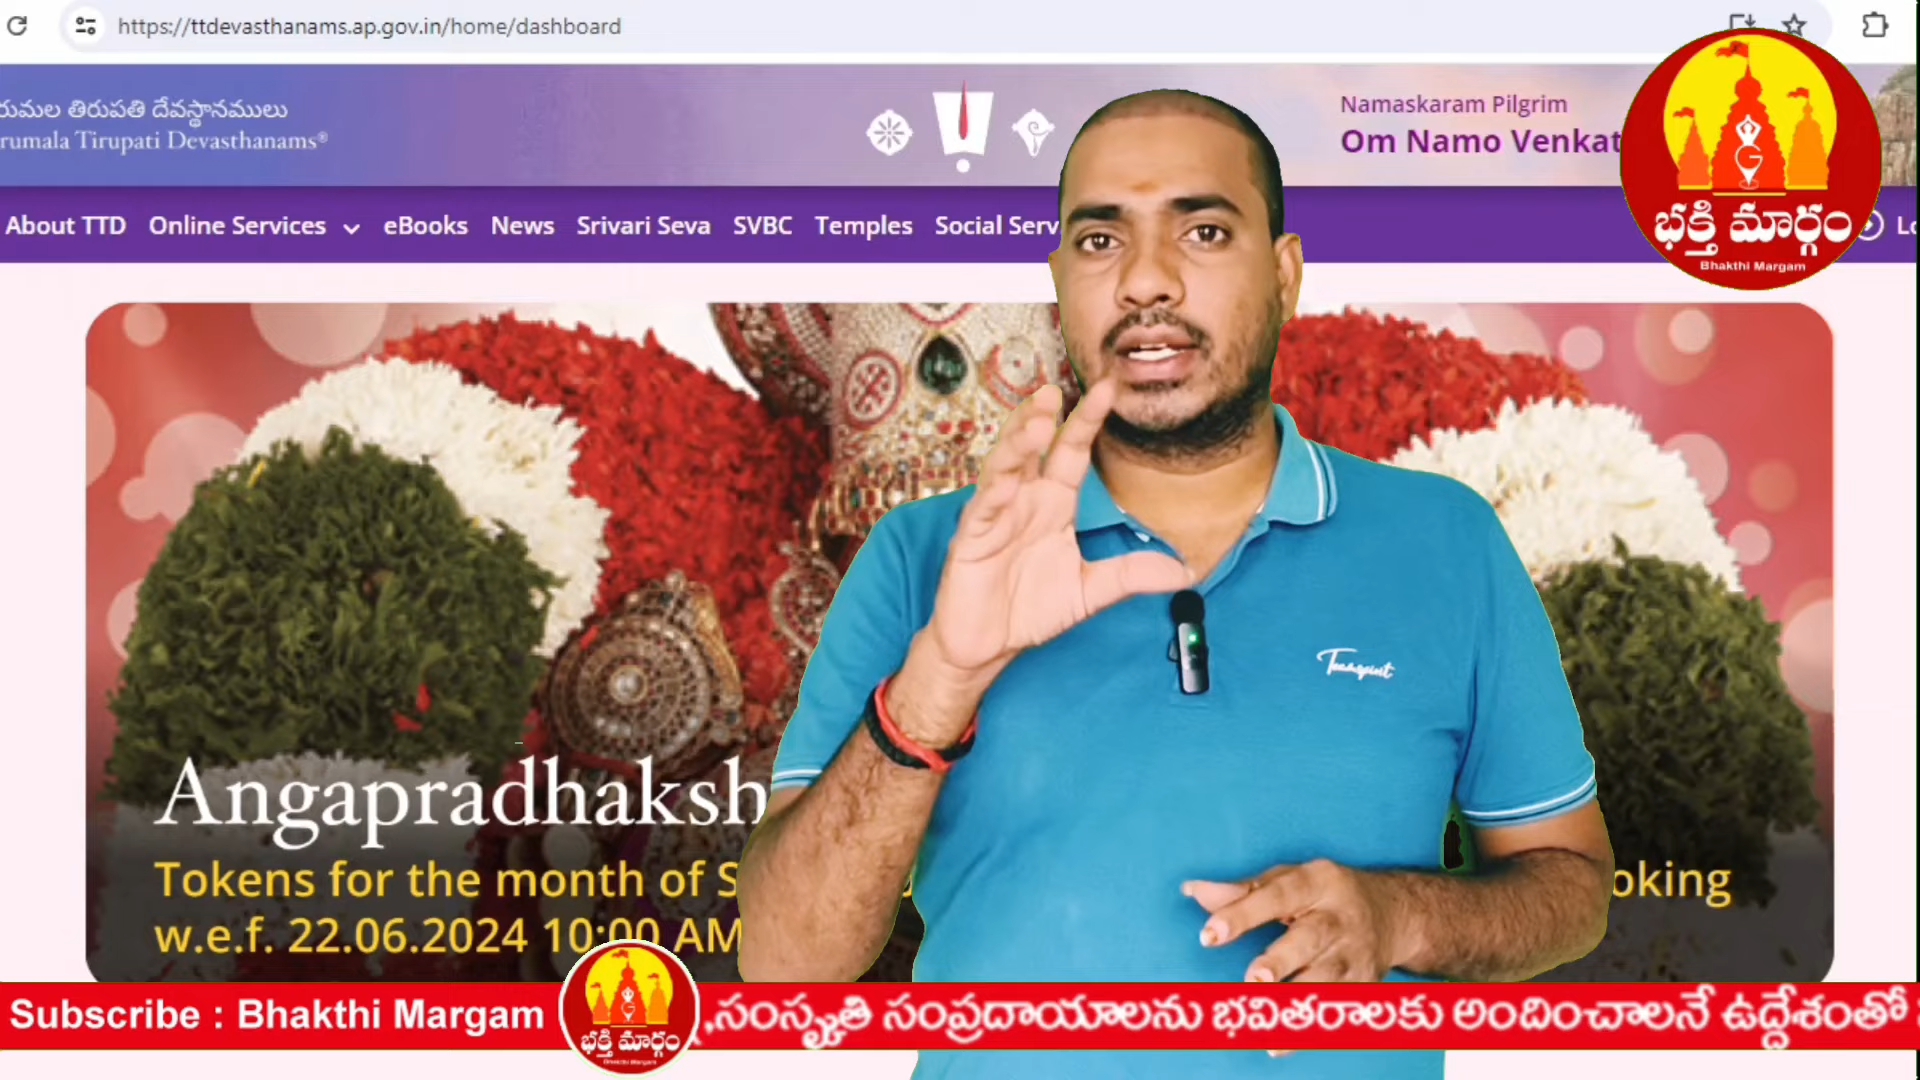 https://ttdevasthanams.ap.gov.in/home/dashboard
రుమల తిరుపతి దేవస్థానములు
rumala Tirupati Devasthanams®
Namaskaram Pilgrim
Om Namo Venkat
About TTD Online Services eBooks News Srivari Seva SVBC Temples Social Serv
భక్తి మార్గం
Bhakthi Margam
Angapradhaksh
Tokens for the month of S oking
w.e.f. 22.06.2024 10:00 AM
Subscribe : Bhakthi Margam
భక్తి మార్గం
Bhakthi Margam
,సంస్కృతి సంప్రదాయాలను భవితరాలకు అందించాలనే ఉద్దేశంతో